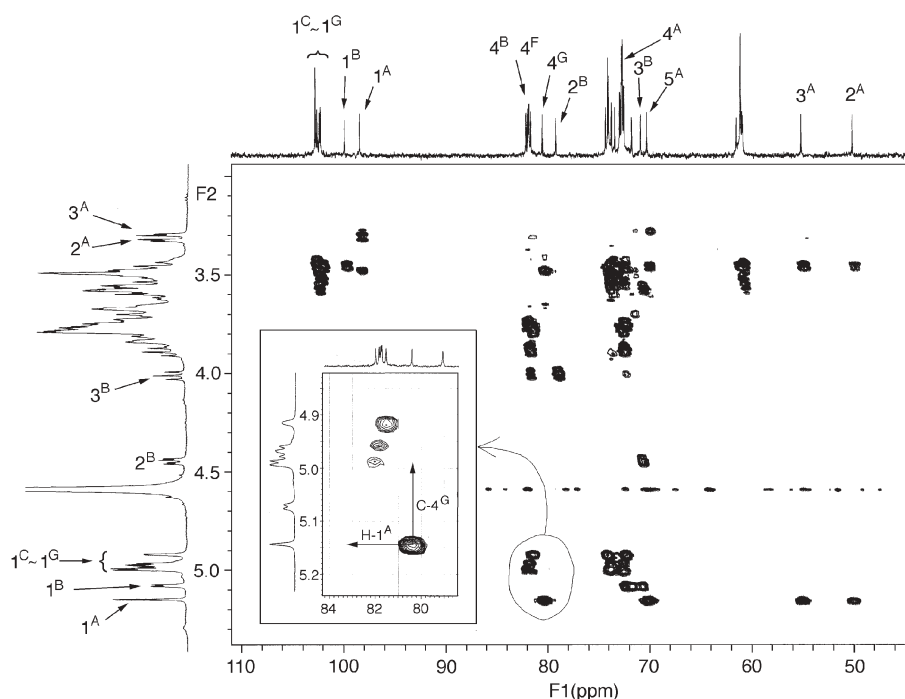 1ᶜ~1ᴳ
1ᴮ
1ᴬ
4ᴮ
4ꟳ
4ᴳ
2ᴮ
4ᴬ
3ᴮ
5ᴬ
3ᴬ
2ᴬ
F2
3ᴬ
2ᴬ
3ᴮ
2ᴮ
1ᶜ~1ᴳ
1ᴮ
1ᴬ
3.5
4.0
4.5
5.0
4.9
5.0
5.1
5.2
C-4ᴳ
H-1ᴬ
84 82 80
110 100 90 80 70 60 50
F1(ppm)